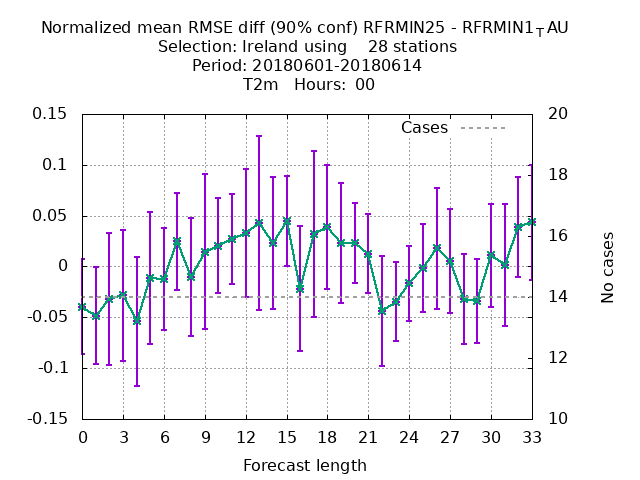 Normalized mean RMSE diff (90% conf) RFRMIN25 - RFRMIN1_TAU
Selection: Ireland using    28 stations
Period: 20180601-20180614
T2m   Hours: 00
Cases
0.15
0.1
0.05
0
-0.05
-0.1
-0.15
20
18
16
14
12
10
No cases
0 3 6 9 12 15 18 21 24 27 30 33
Forecast length